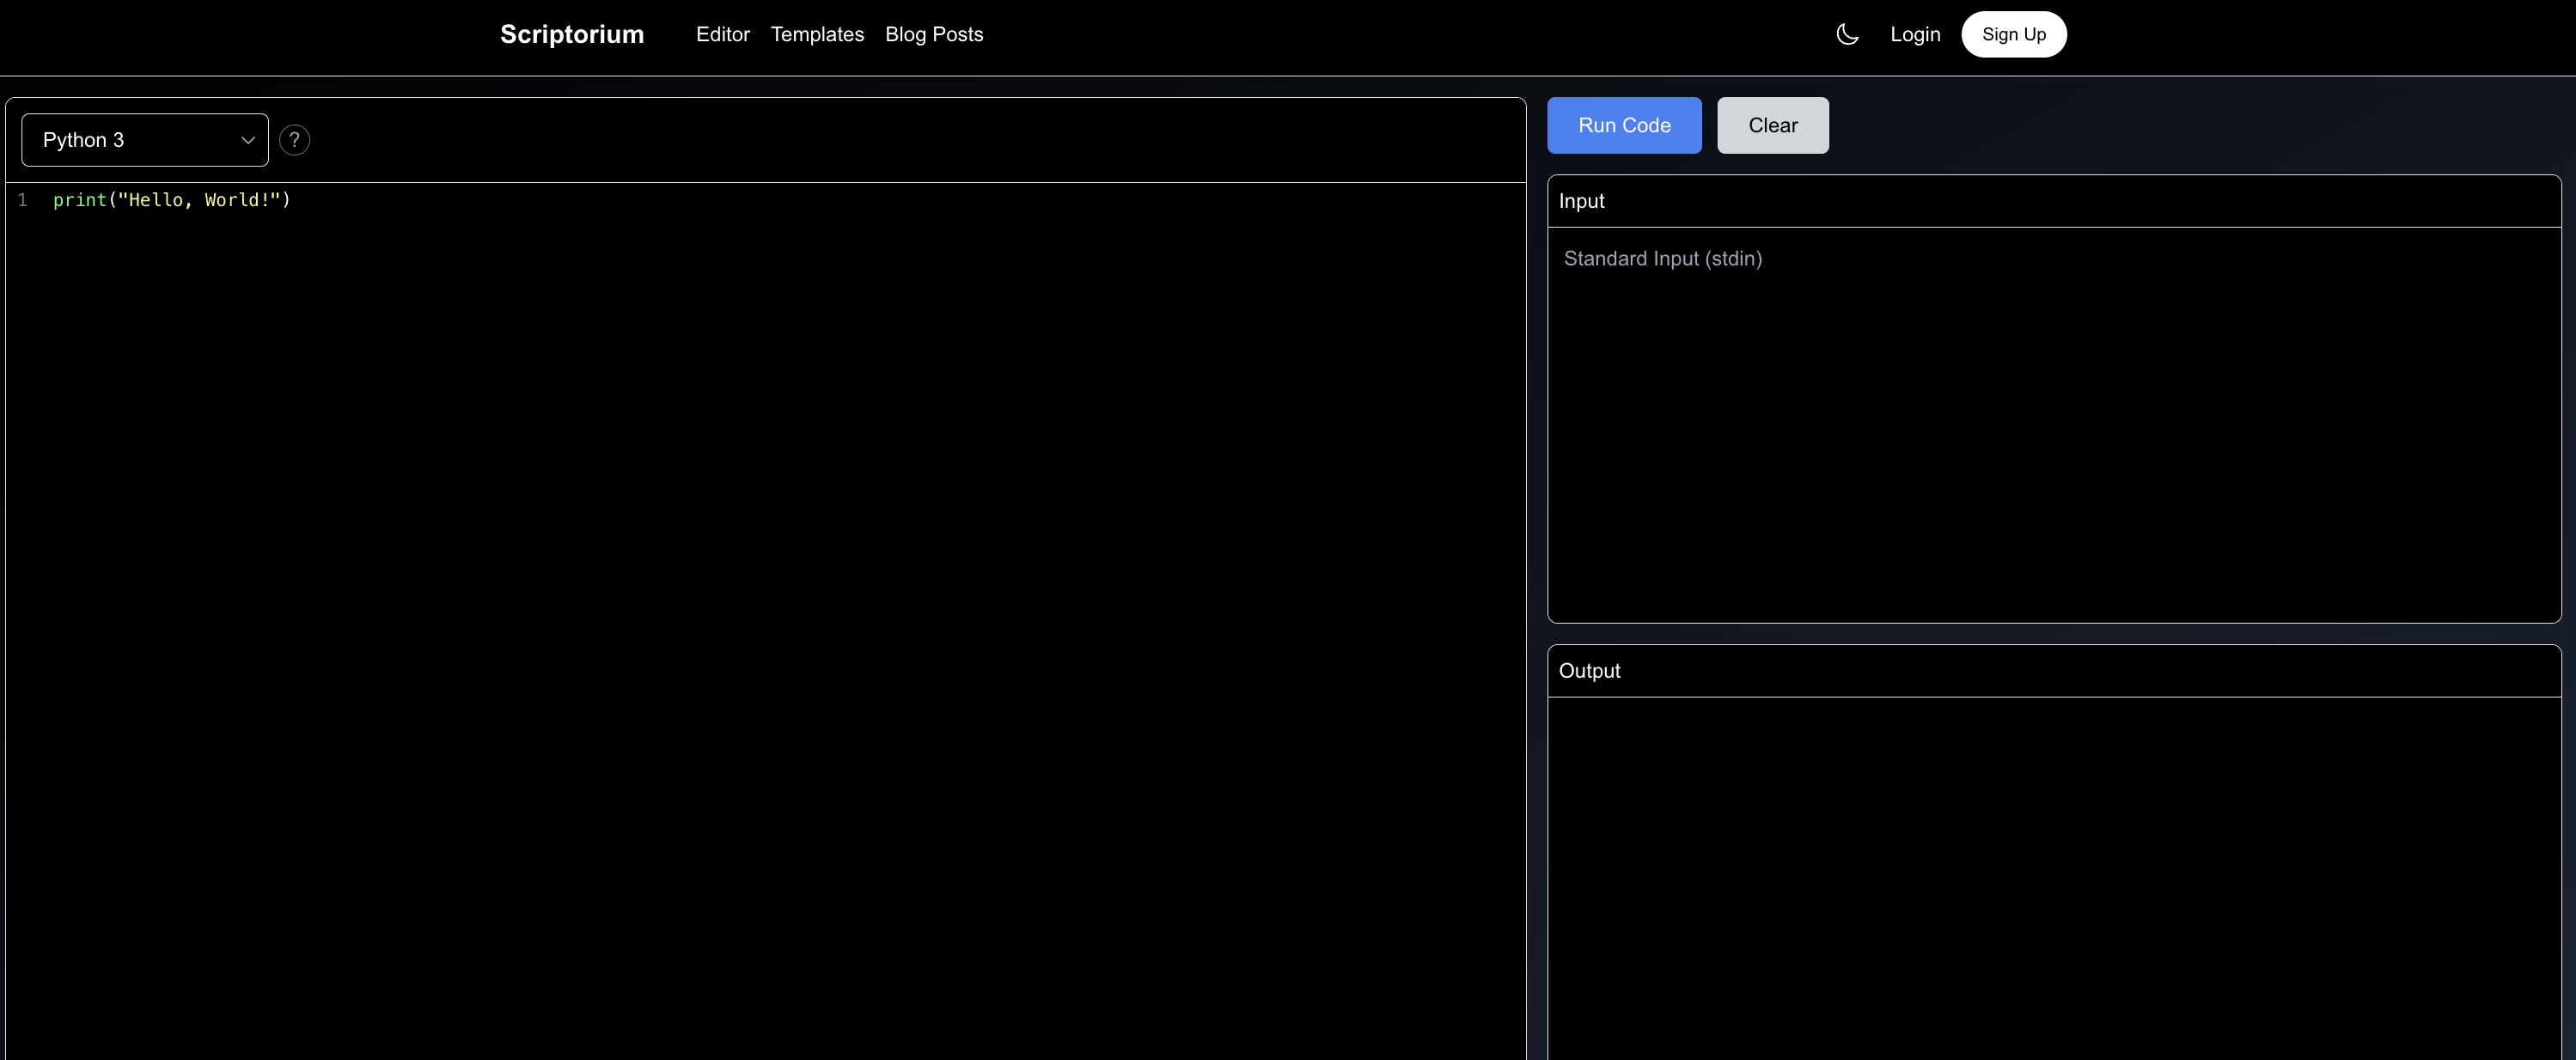 Scriptorium
Editor
Templates
Blog Posts
Login
Sign Up
Python 3
?
1 print("Hello, World!")
Run Code
Clear
Input
Standard Input (stdin)
Output